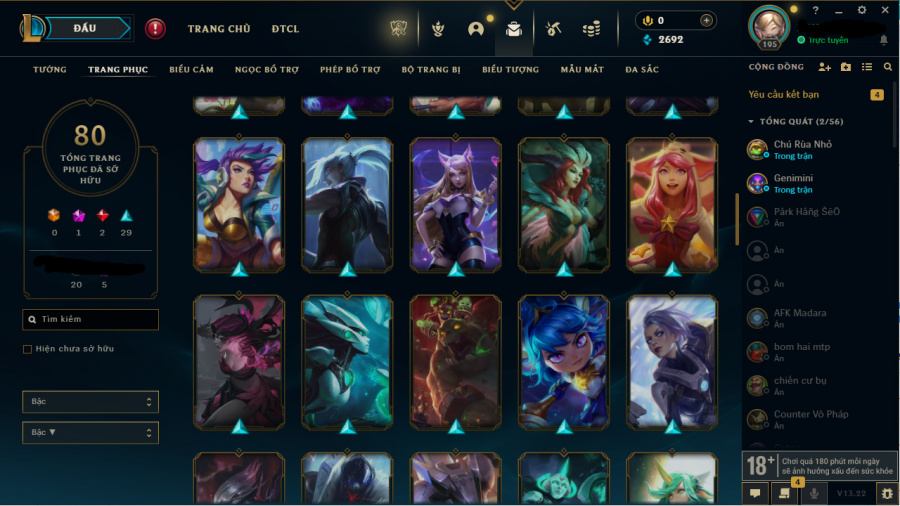 ĐẤU
TRANG CHỦ
ĐTCL
0
2692
195
Trực tuyến
TƯỚNG
TRANG PHỤC
BIỂU CẢM
NGỌC BỔ TRỢ
PHÉP BỔ TRỢ
BỘ TRANG BỊ
BIỂU TƯỢNG
MẪU MẮT
ĐA SẮC
CỘNG ĐỒNG
80
TỔNG TRANG
PHỤC ĐÃ SỞ
HỮU
0 1 2 29
20 5
Tìm kiếm
Hiện chưa sở hữu
Bậc
Bậc ▼
Yêu cầu kết bạn
4
TỔNG QUÁT (2/56)
Chú Rùa Nhỏ
Trong trận
Genimini
Trong trận
Pàrk Hàñg ŠëÖ
Ẩn
Ẩn
Ẩn
AFK Madara
Ẩn
bom hai mtp
Ẩn
chiến cư bụ
Ẩn
Counter Vô Pháp
Ẩn
18+
Chơi quá 180 phút mỗi ngày
sẽ ảnh hưởng xấu đến sức khỏe
4
V13.22